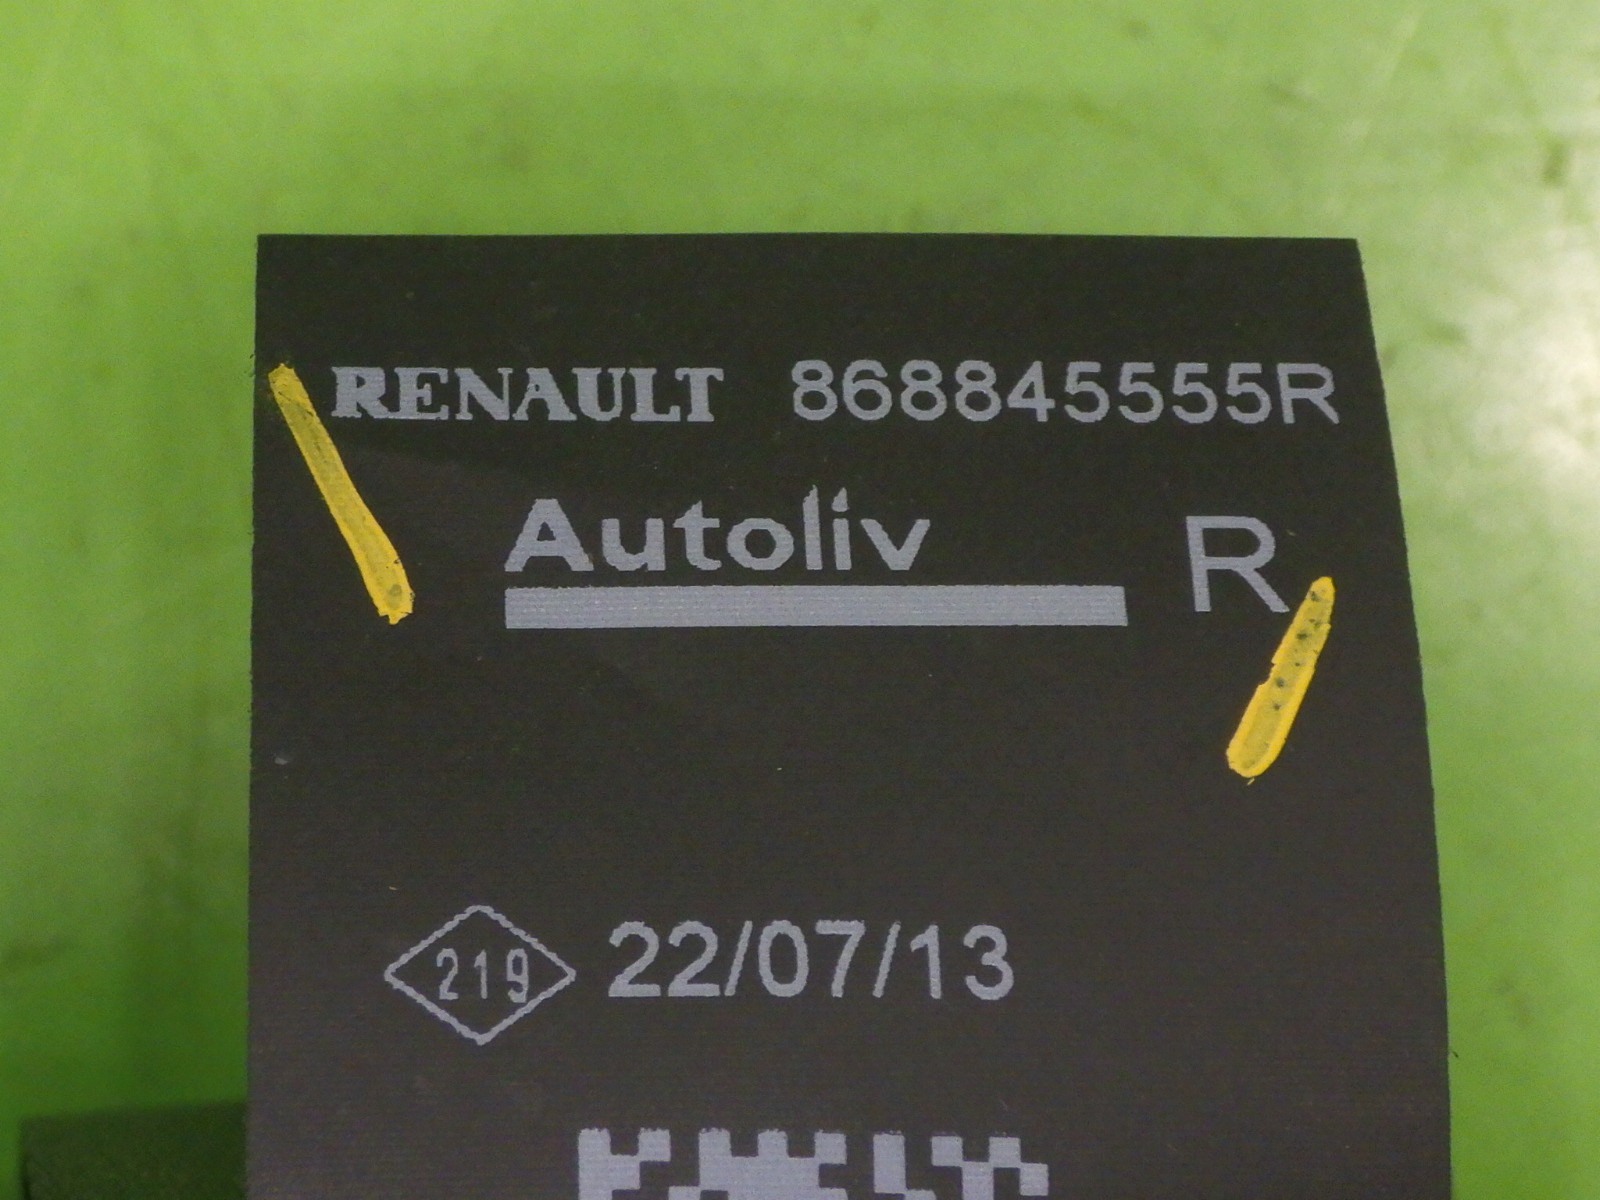 RENAULT 868845555R
Autoliv R
219 22/07/13